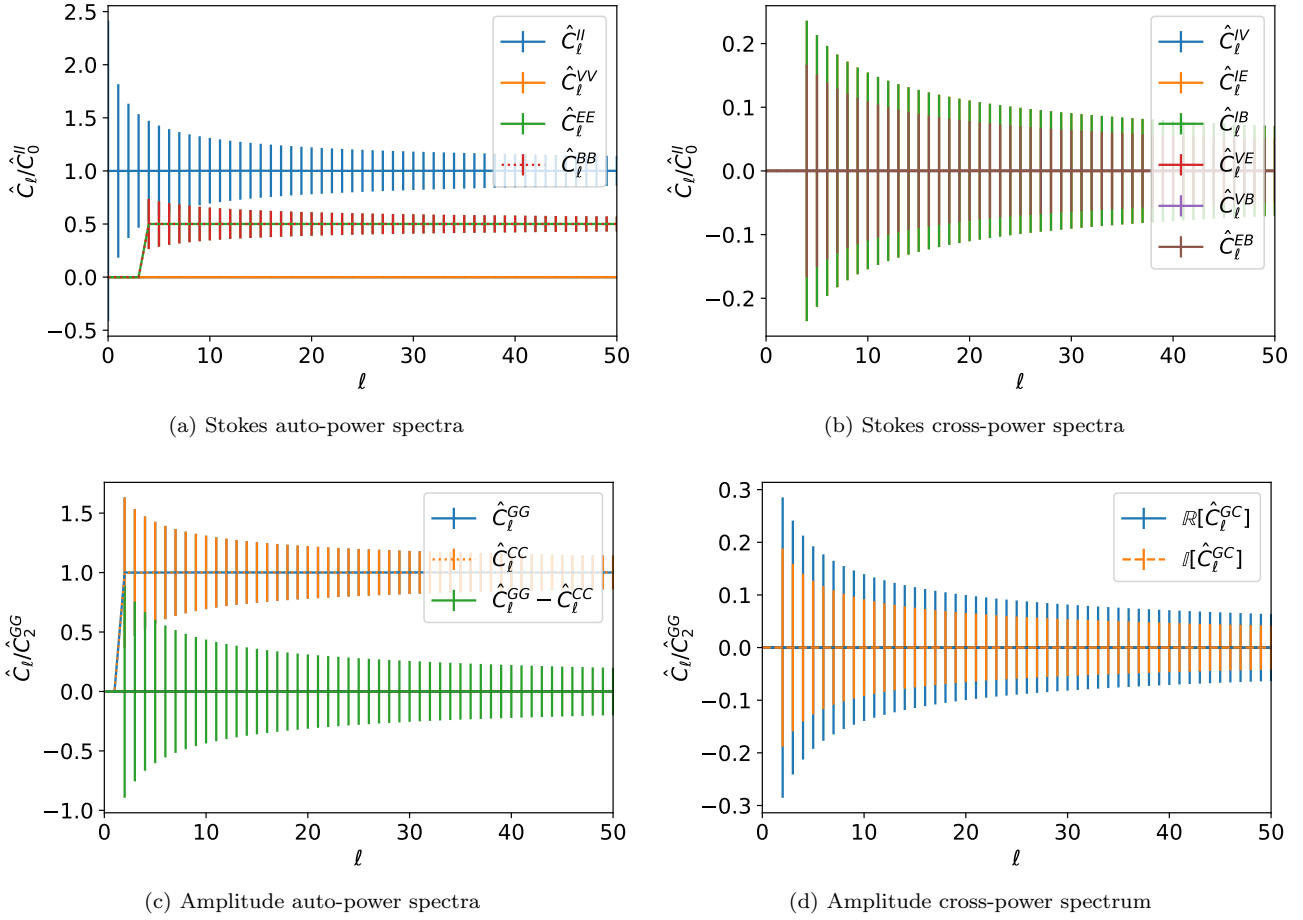 2.5
2.0
1.5
1.0
0.5
0.0
−0.5
Ĉ_ℓ/Ĉ_0^{II}
0 10 20 30 40 50
ℓ
Ĉ_ℓ^{II}
Ĉ_ℓ^{VV}
Ĉ_ℓ^{EE}
Ĉ_ℓ^{BB}
(a) Stokes auto-power spectra
0.2
0.1
0.0
−0.1
−0.2
Ĉ_ℓ/Ĉ_0^{II}
0 10 20 30 40 50
ℓ
Ĉ_ℓ^{IV}
Ĉ_ℓ^{IE}
Ĉ_ℓ^{IB}
Ĉ_ℓ^{VE}
Ĉ_ℓ^{VB}
Ĉ_ℓ^{EB}
(b) Stokes cross-power spectra
1.5
1.0
0.5
0.0
−0.5
−1.0
Ĉ_ℓ/Ĉ_2^{GG}
0 10 20 30 40 50
ℓ
Ĉ_ℓ^{GG}
Ĉ_ℓ^{CC}
Ĉ_ℓ^{GG} − Ĉ_ℓ^{CC}
(c) Amplitude auto-power spectra
0.3
0.2
0.1
0.0
−0.1
−0.2
−0.3
Ĉ_ℓ/Ĉ_2^{GG}
0 10 20 30 40 50
ℓ
ℝ[Ĉ_ℓ^{GC}]
𝕀[Ĉ_ℓ^{GC}]
(d) Amplitude cross-power spectrum